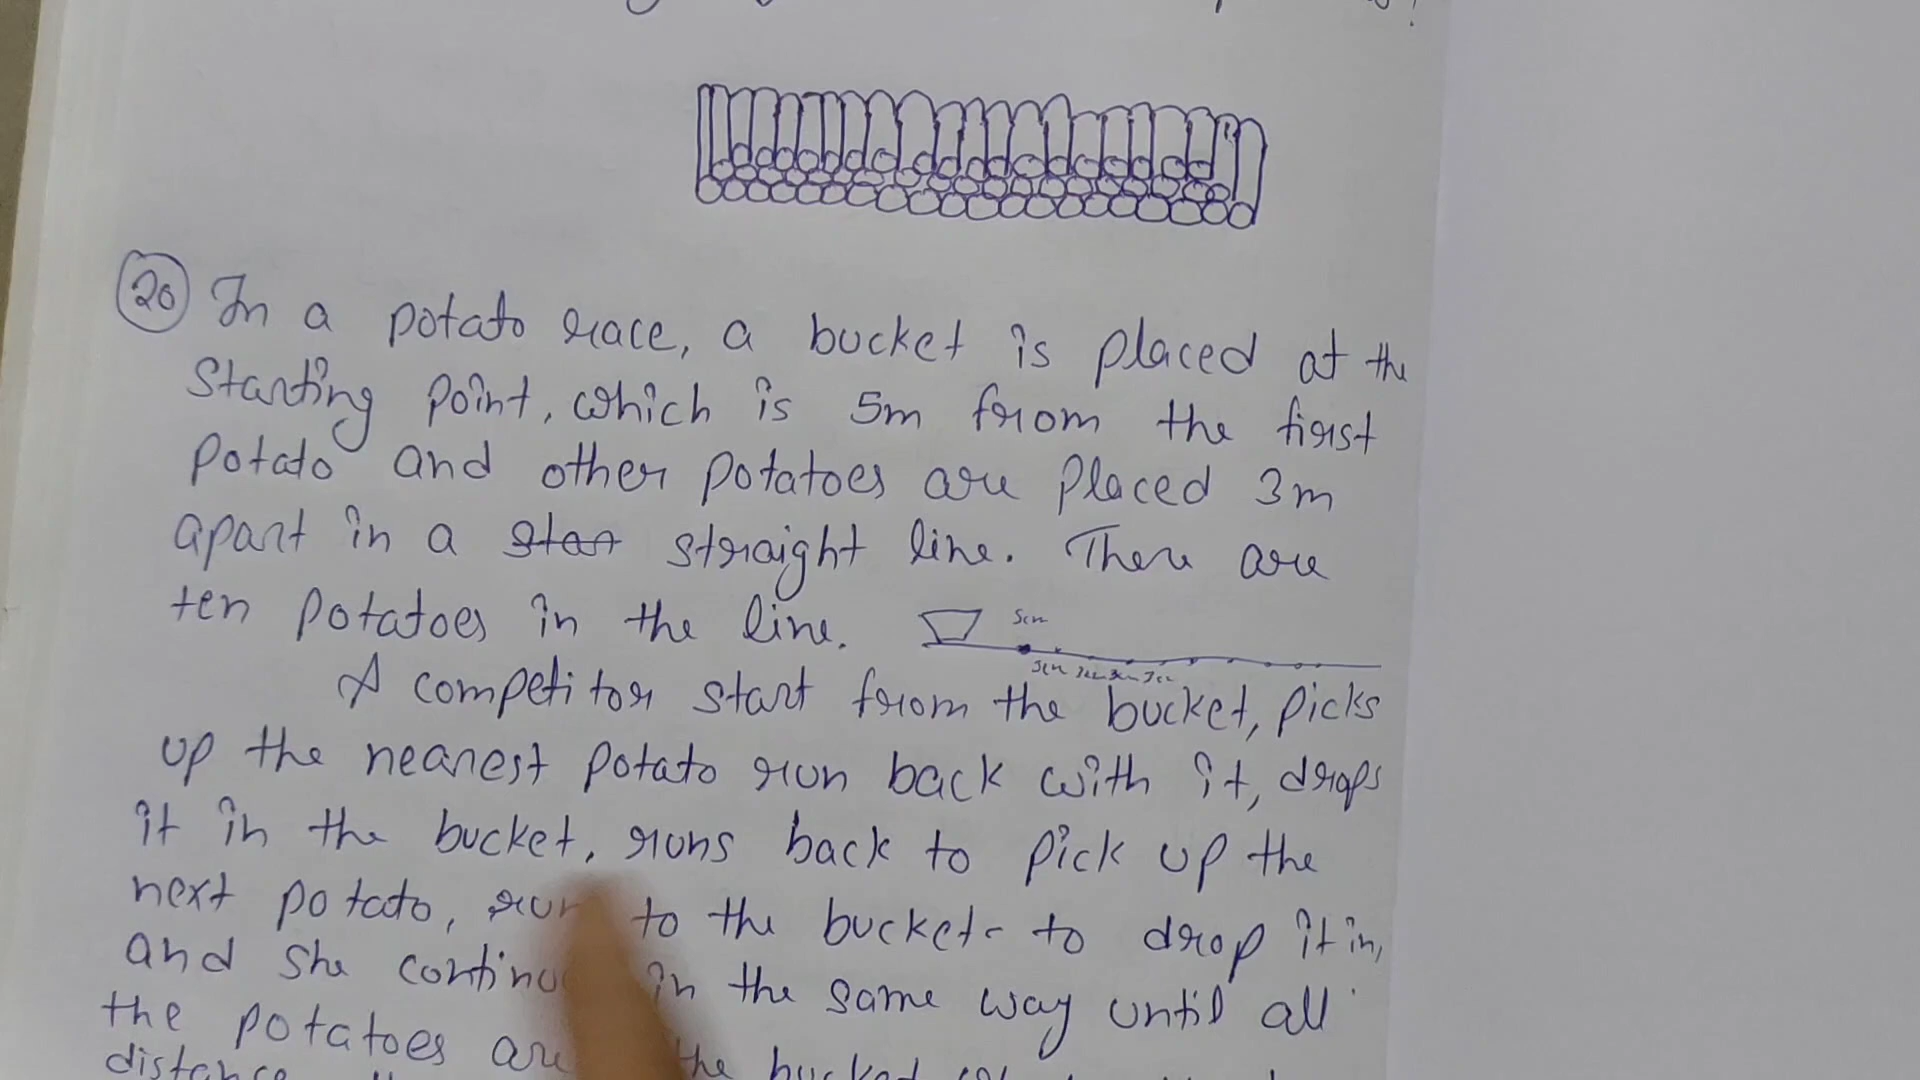 20 In a potato race, a bucket is placed at the
Starting point, which is 5m from the first
potato and other potatoes are placed 3m
apart in a straight line. There are
ten potatoes in the line.
A competitor start from the bucket, picks
up the nearest potato run back with it, drops
it in the bucket, runs back to pick up the
next potato, run to the bucket to drop it in,
and she in the same way until all
the potatoes the
distance